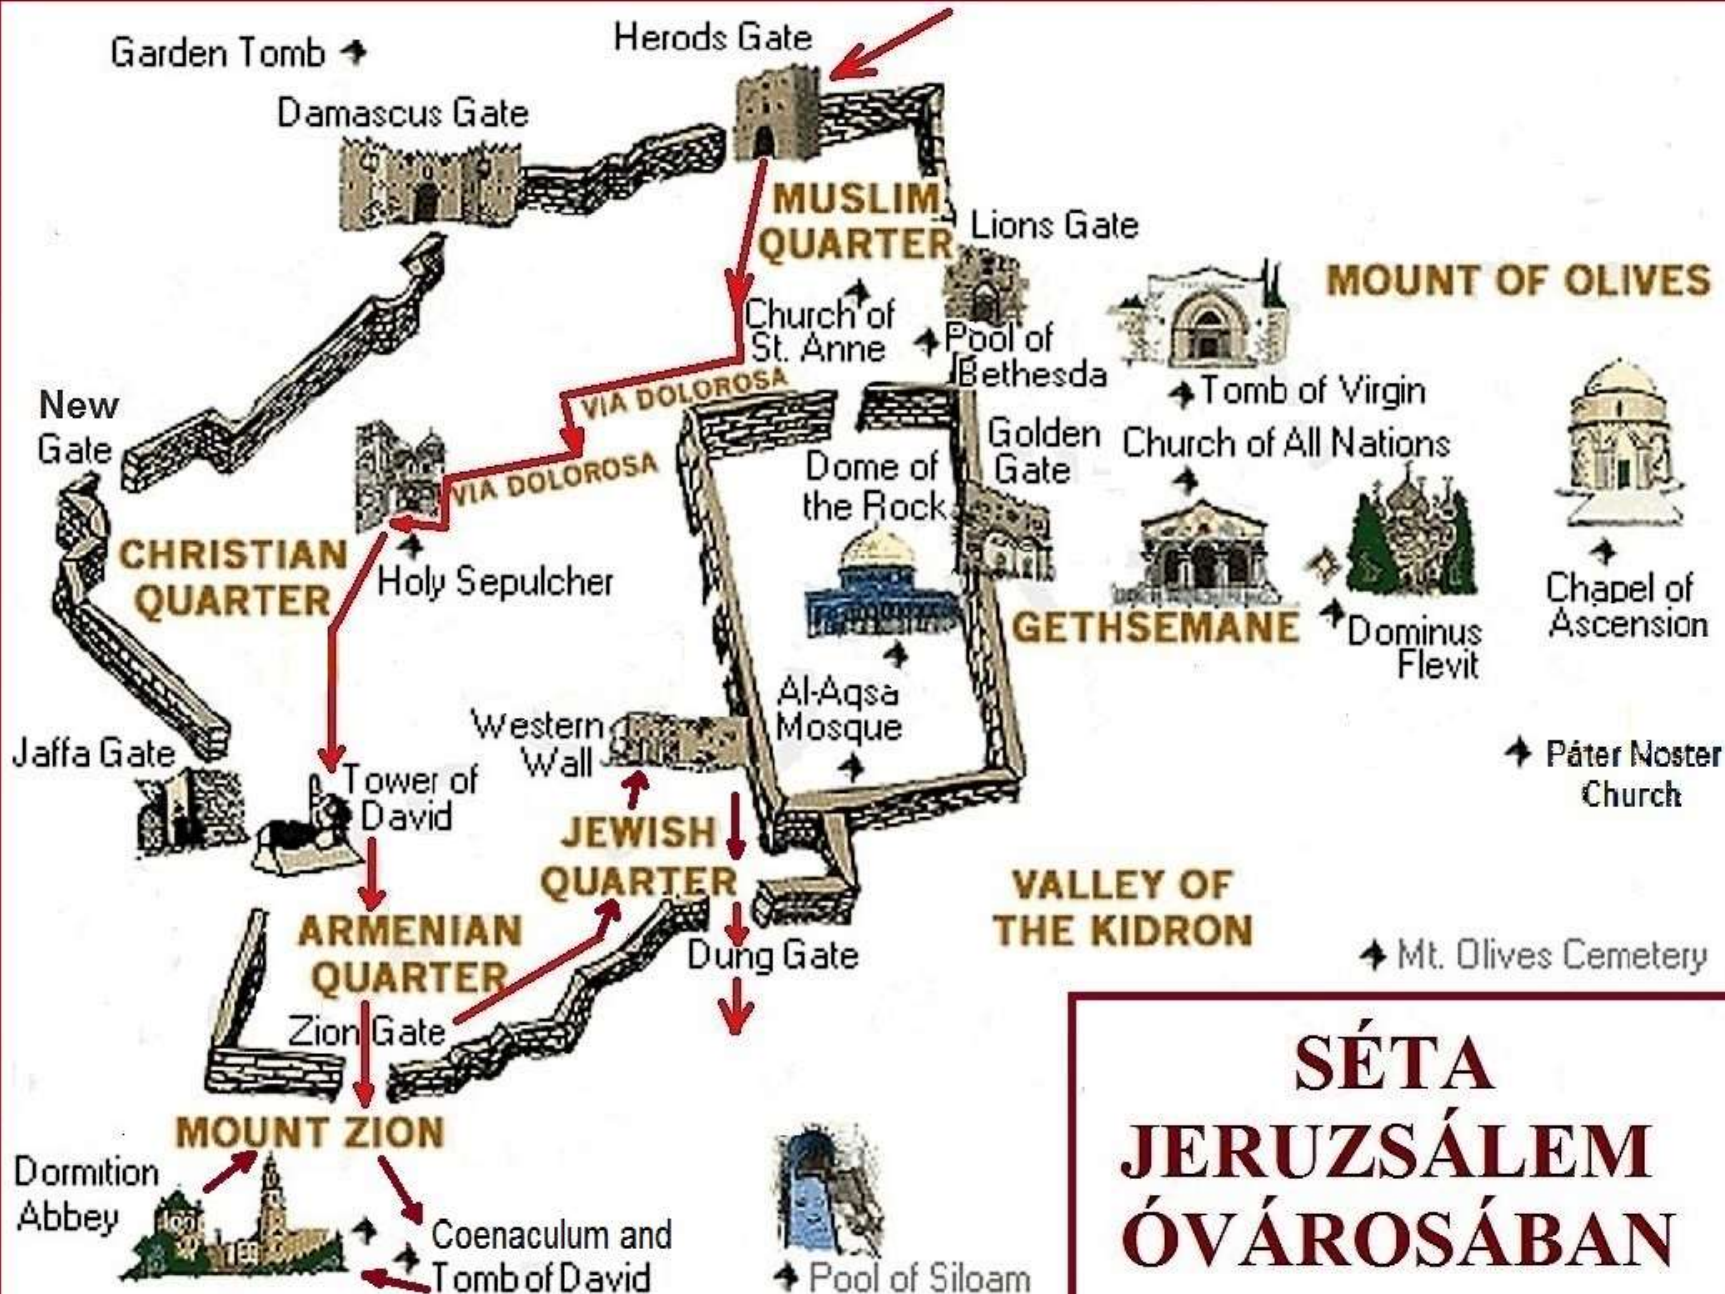 Garden Tomb
Herods Gate
Damascus Gate
MUSLIM
QUARTER
Lions Gate
MOUNT OF OLIVES
Church of
St. Anne
Pool of
Bethesda
VIA DOLOROSA
Tomb of Virgin
New
Gate
Golden
Gate
Church of All Nations
VIA DOLOROSA
Dome of
the Rock
CHRISTIAN
QUARTER
Holy Sepulcher
Chapel of
Ascension
GETHSEMANE
Dominus
Flevit
Al-Aqsa
Mosque
Western
Wall
Jaffa Gate
Tower of
David
Páter Noster
Church
JEWISH
QUARTER
VALLEY OF
THE KIDRON
ARMENIAN
QUARTER
Dung Gate
Mt. Olives Cemetery
Zion Gate
MOUNT ZION
Dormition
Abbey
Coenaculum and
Tomb of David
Pool of Siloam
SÉTA
JERUZSÁLEM
ÓVÁROSÁBAN